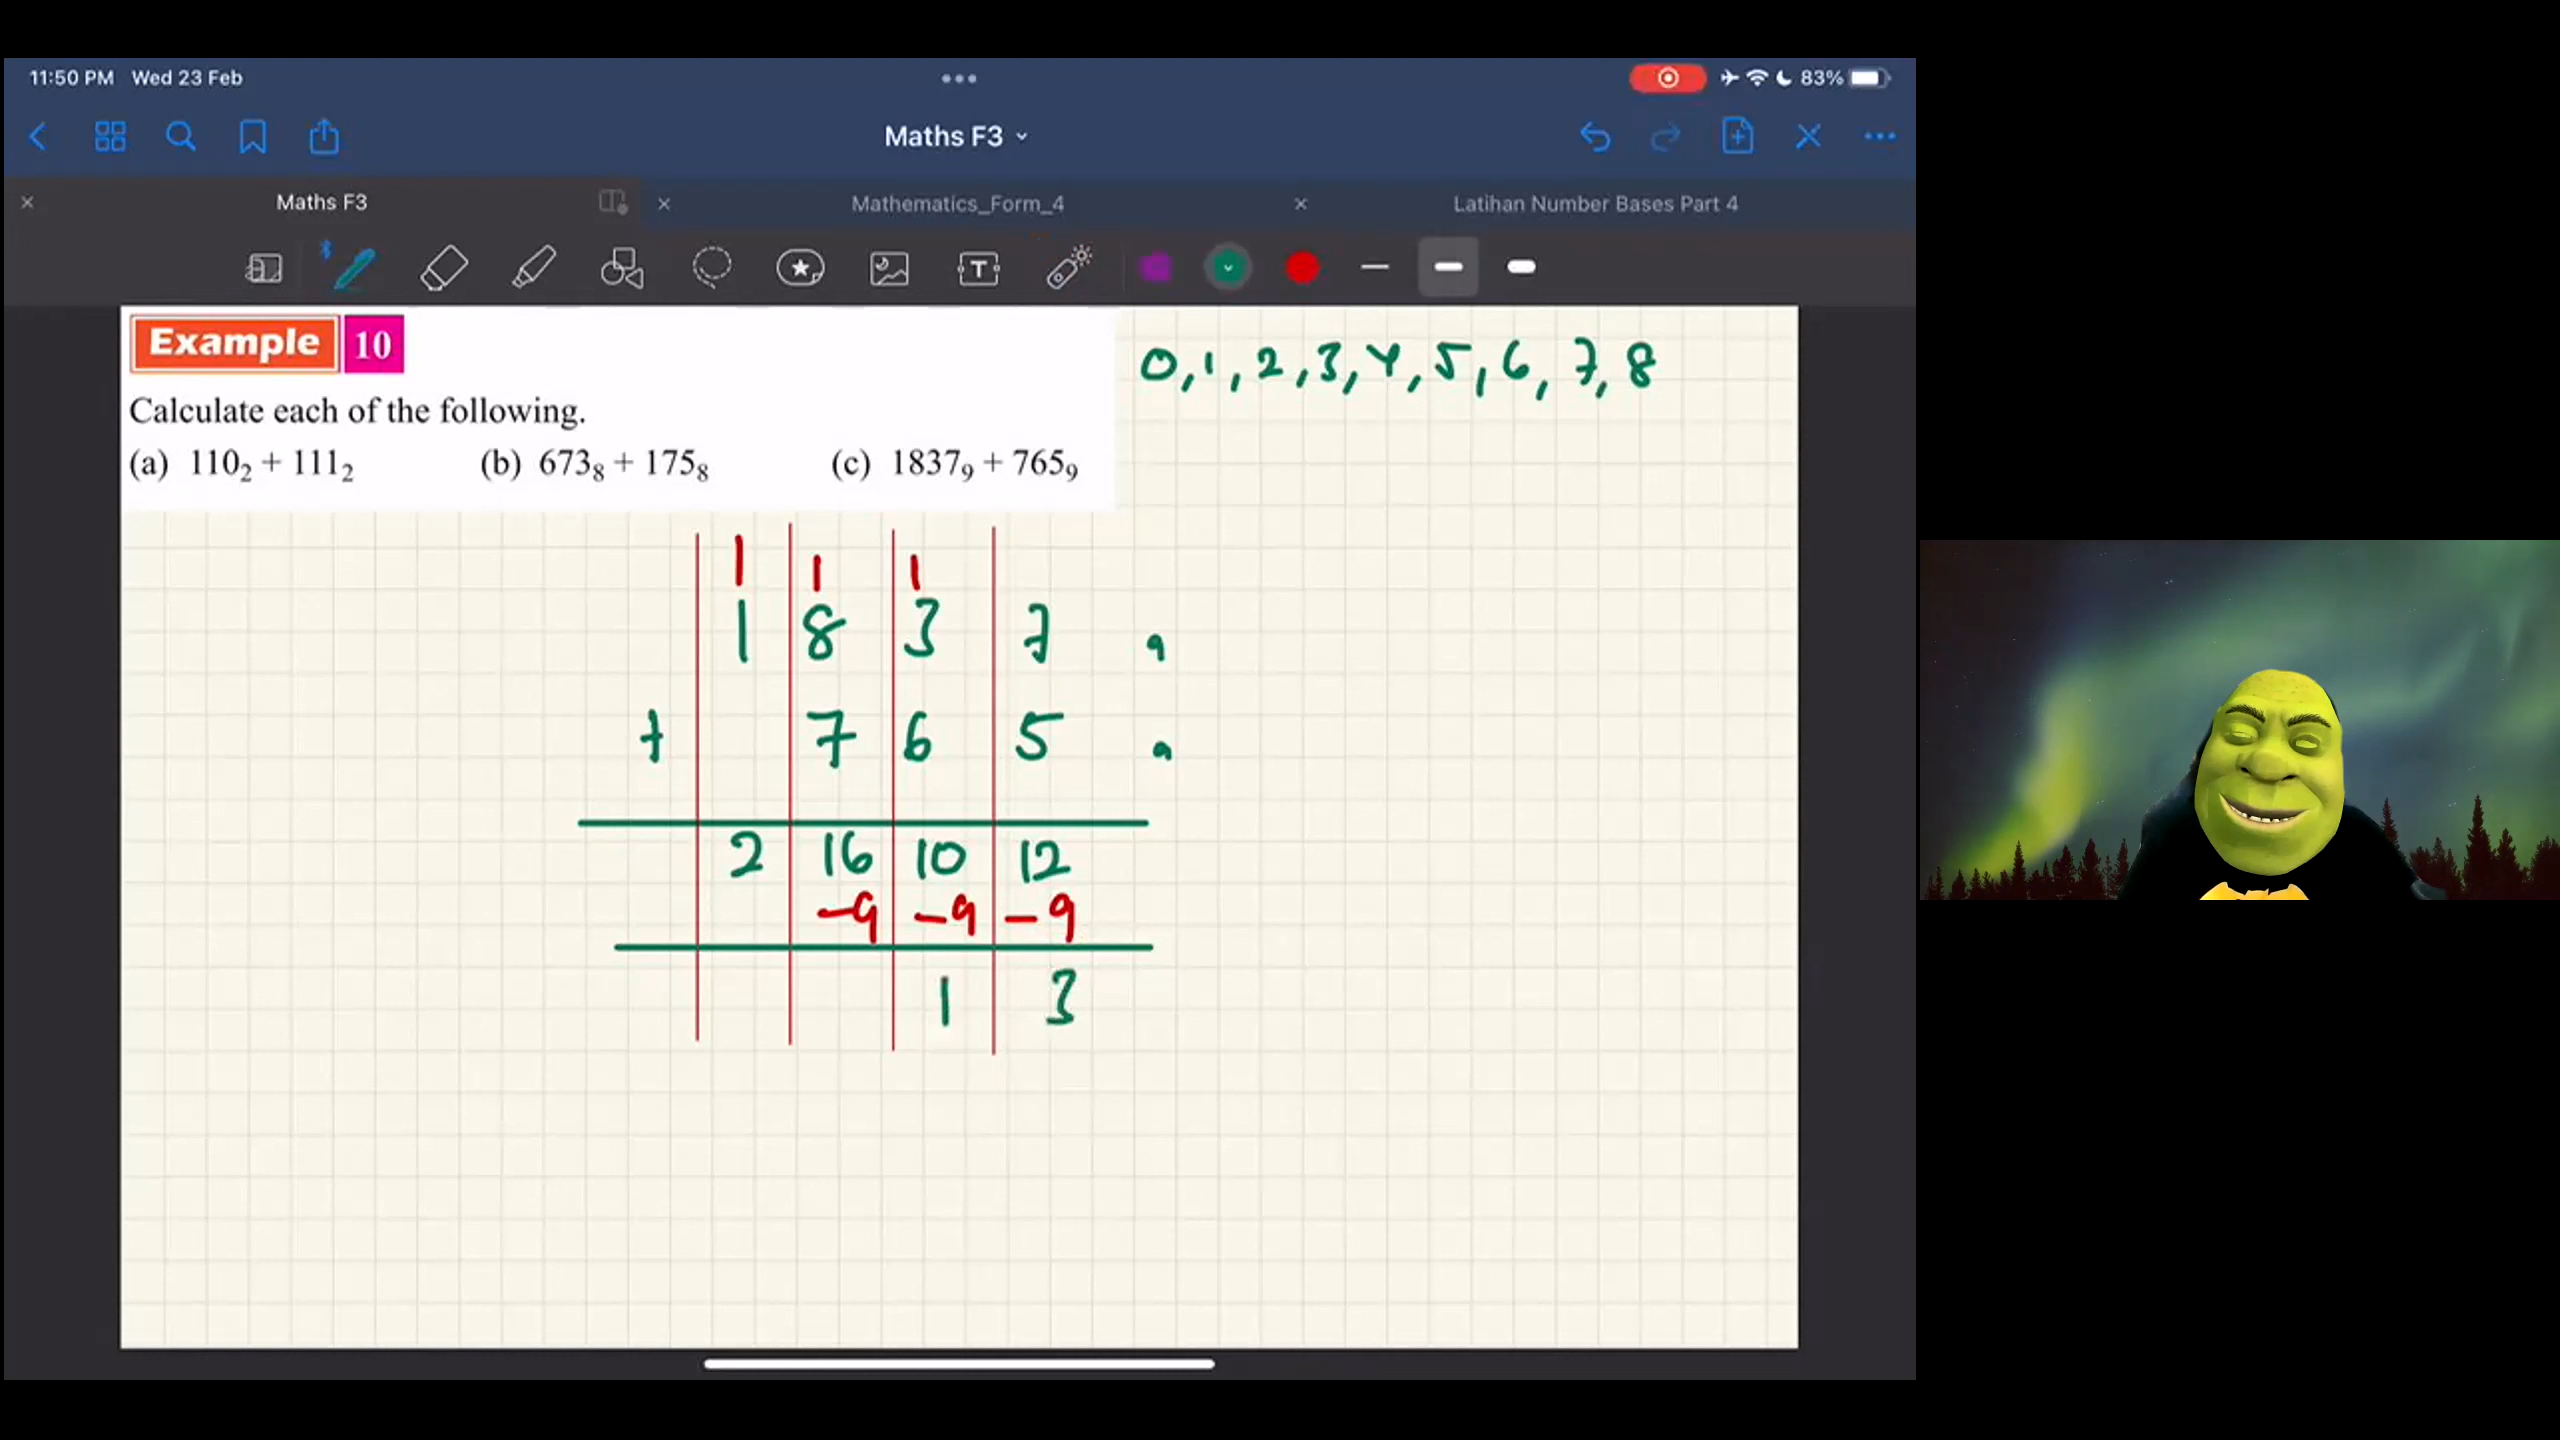 11:50 PM Wed 23 Feb
83%
Maths F3
Maths F3
Mathematics_Form_4
Latihan Number Bases Part 4
Example 10
0, 1, 2, 3, 4, 5, 6, 7, 8
Calculate each of the following.
(a) 110₂ + 111₂ (b) 673₈ + 175₈ (c) 1837₉ + 765₉
1 1 1
1 8 3 7 ₉
+ 7 6 5 ₉
2 16 10 12
-9 -9 -9
1 3